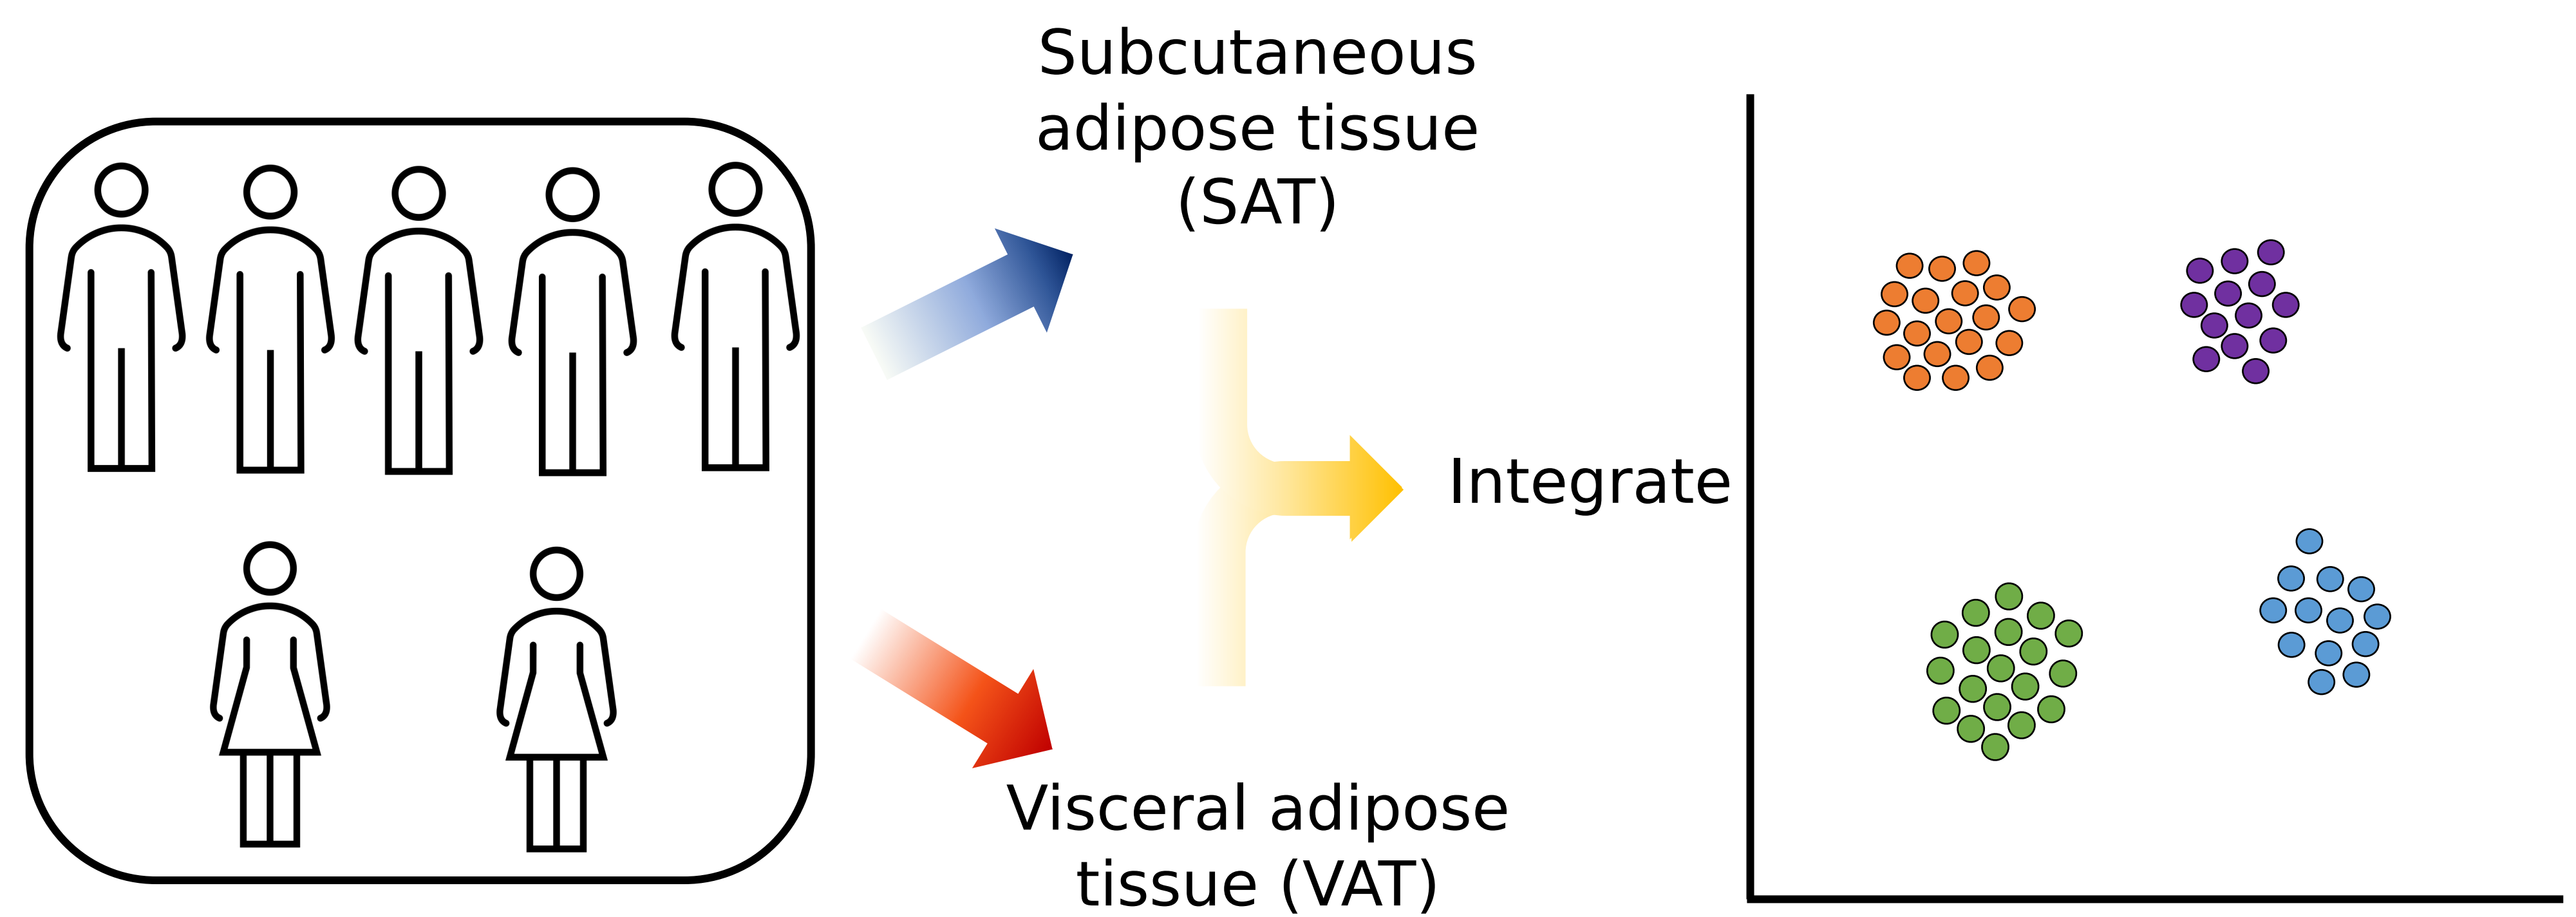 Subcutaneous
adipose tissue
(SAT)
Integrate
Visceral adipose
tissue (VAT)